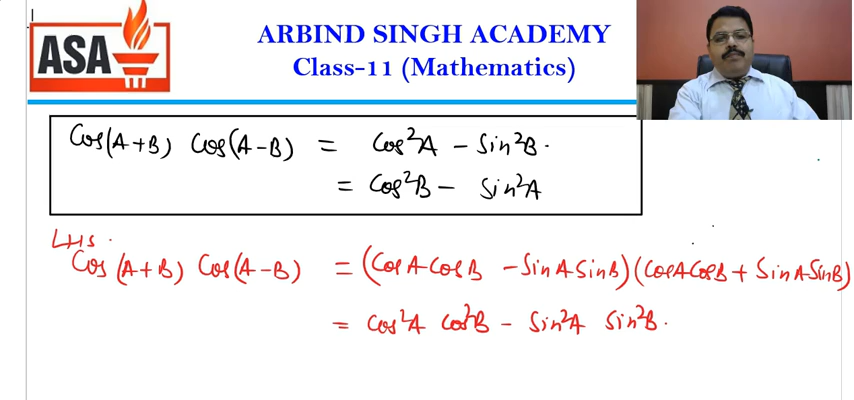 ASA
ARBIND SINGH ACADEMY
Class-11 (Mathematics)
Cos(A+B) Cos(A-B) = Cos²A - Sin²B.
= Cos²B - Sin²A
LHS.
Cos(A+B) Cos(A-B) = (CosA CosB - SinA SinB)(CosA CosB + SinA SinB)
= Cos²A Cos²B - Sin²A Sin²B.